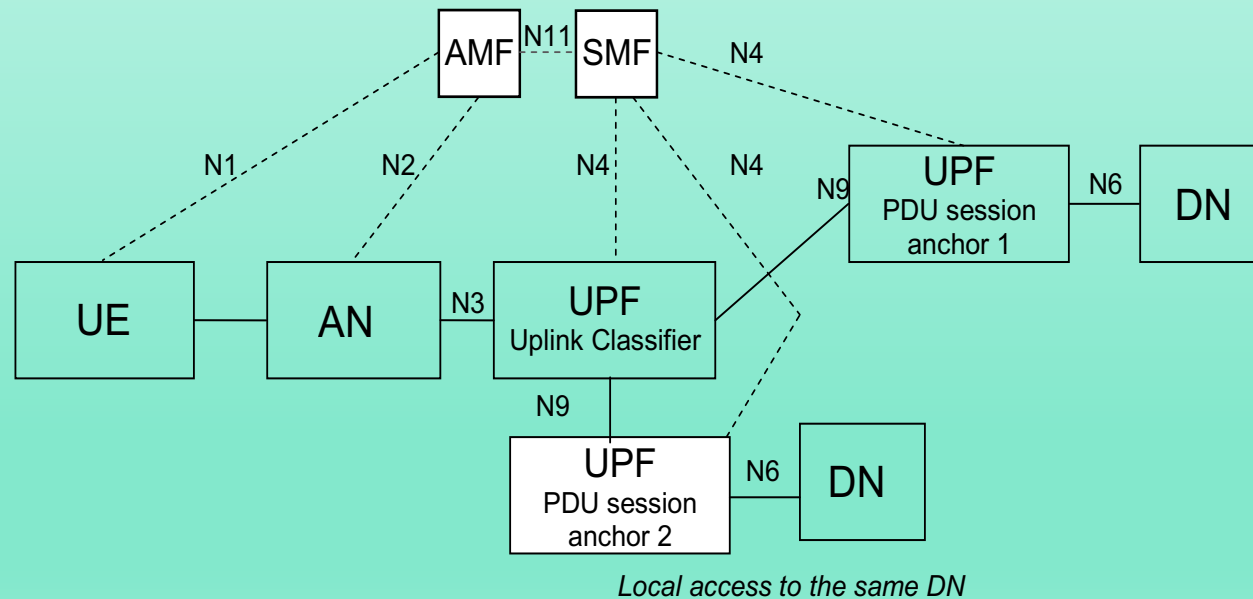 AMF
N11
SMF
N4
N1
N2
N4
N4
UPF
PDU session
anchor 1
N6
DN
N9
UE
AN
N3
UPF
Uplink Classifier
N9
UPF
PDU session
anchor 2
N6
DN
Local access to the same DN